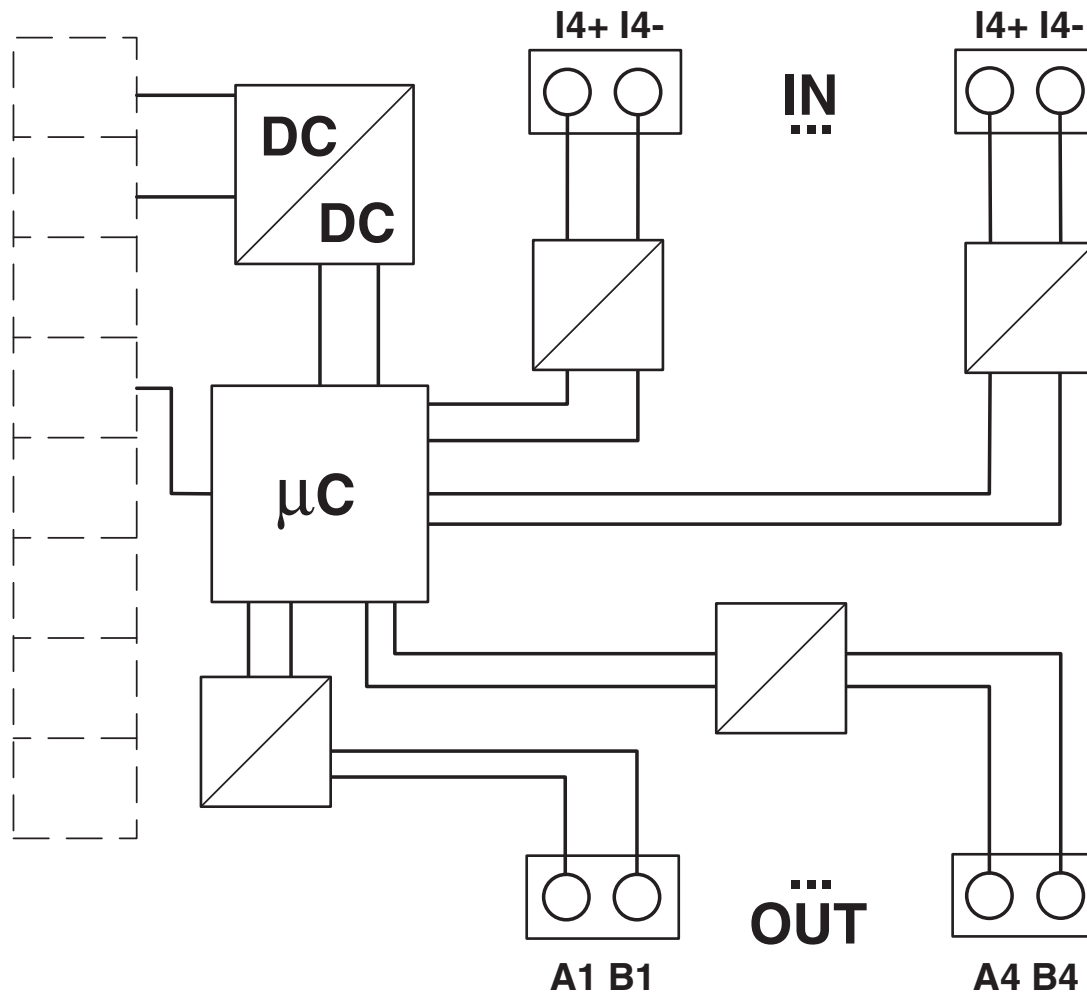 I4+ I4-
I4+ I4-
IN
DC
DC
µC
OUT
A1 B1
A4 B4